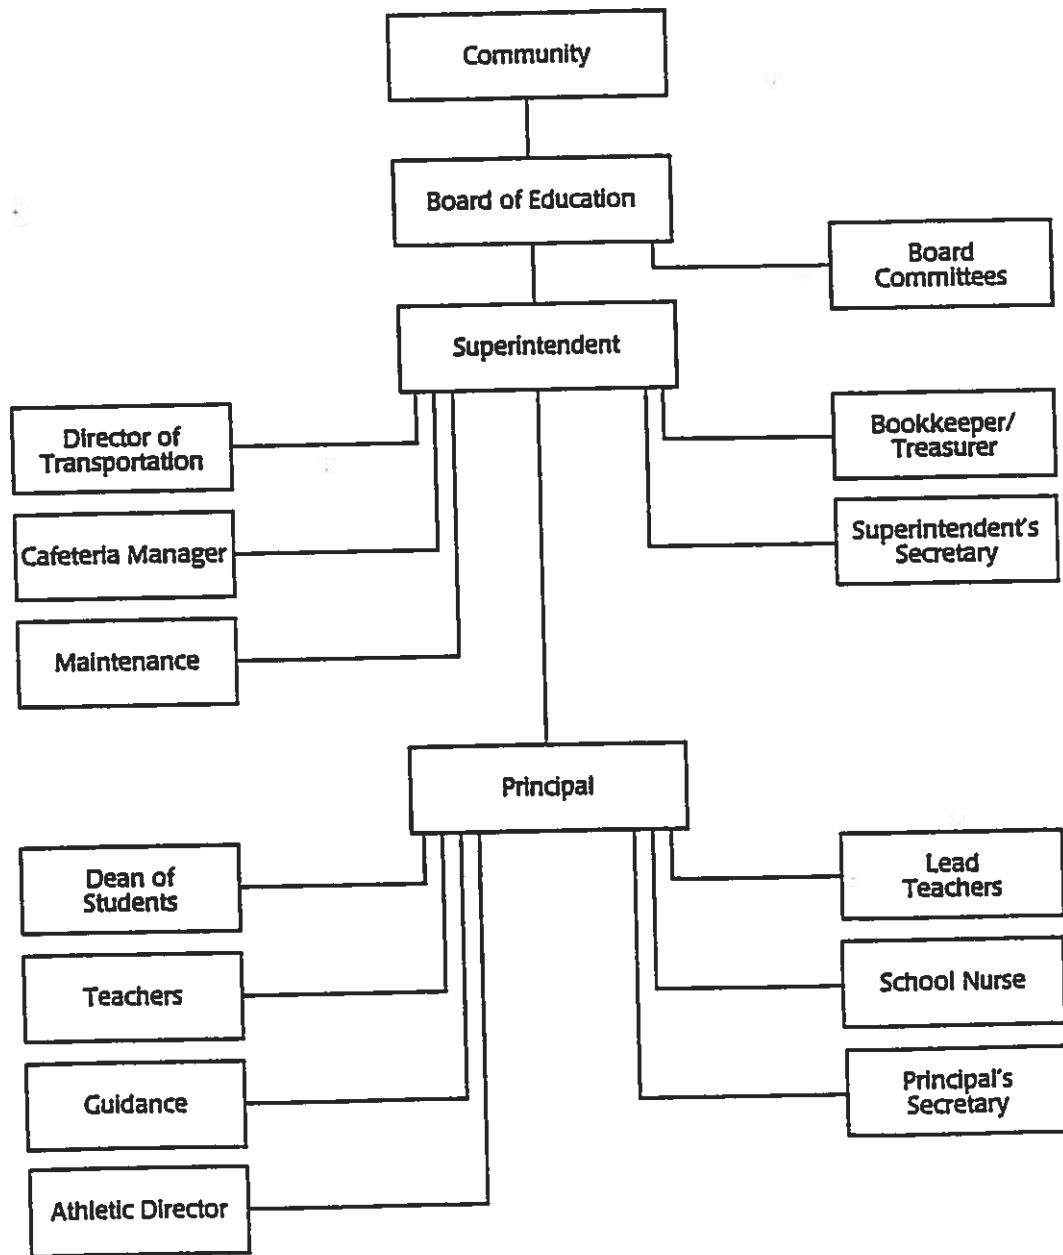 Community
Board of Education
Board
Committees
Superintendent
Director of
Transportation
Bookkeeper/
Treasurer
Cafeteria Manager
Superintendent's
Secretary
Maintenance
Principal
Dean of
Students
Lead
Teachers
Teachers
School Nurse
Guidance
Principal's
Secretary
Athletic Director